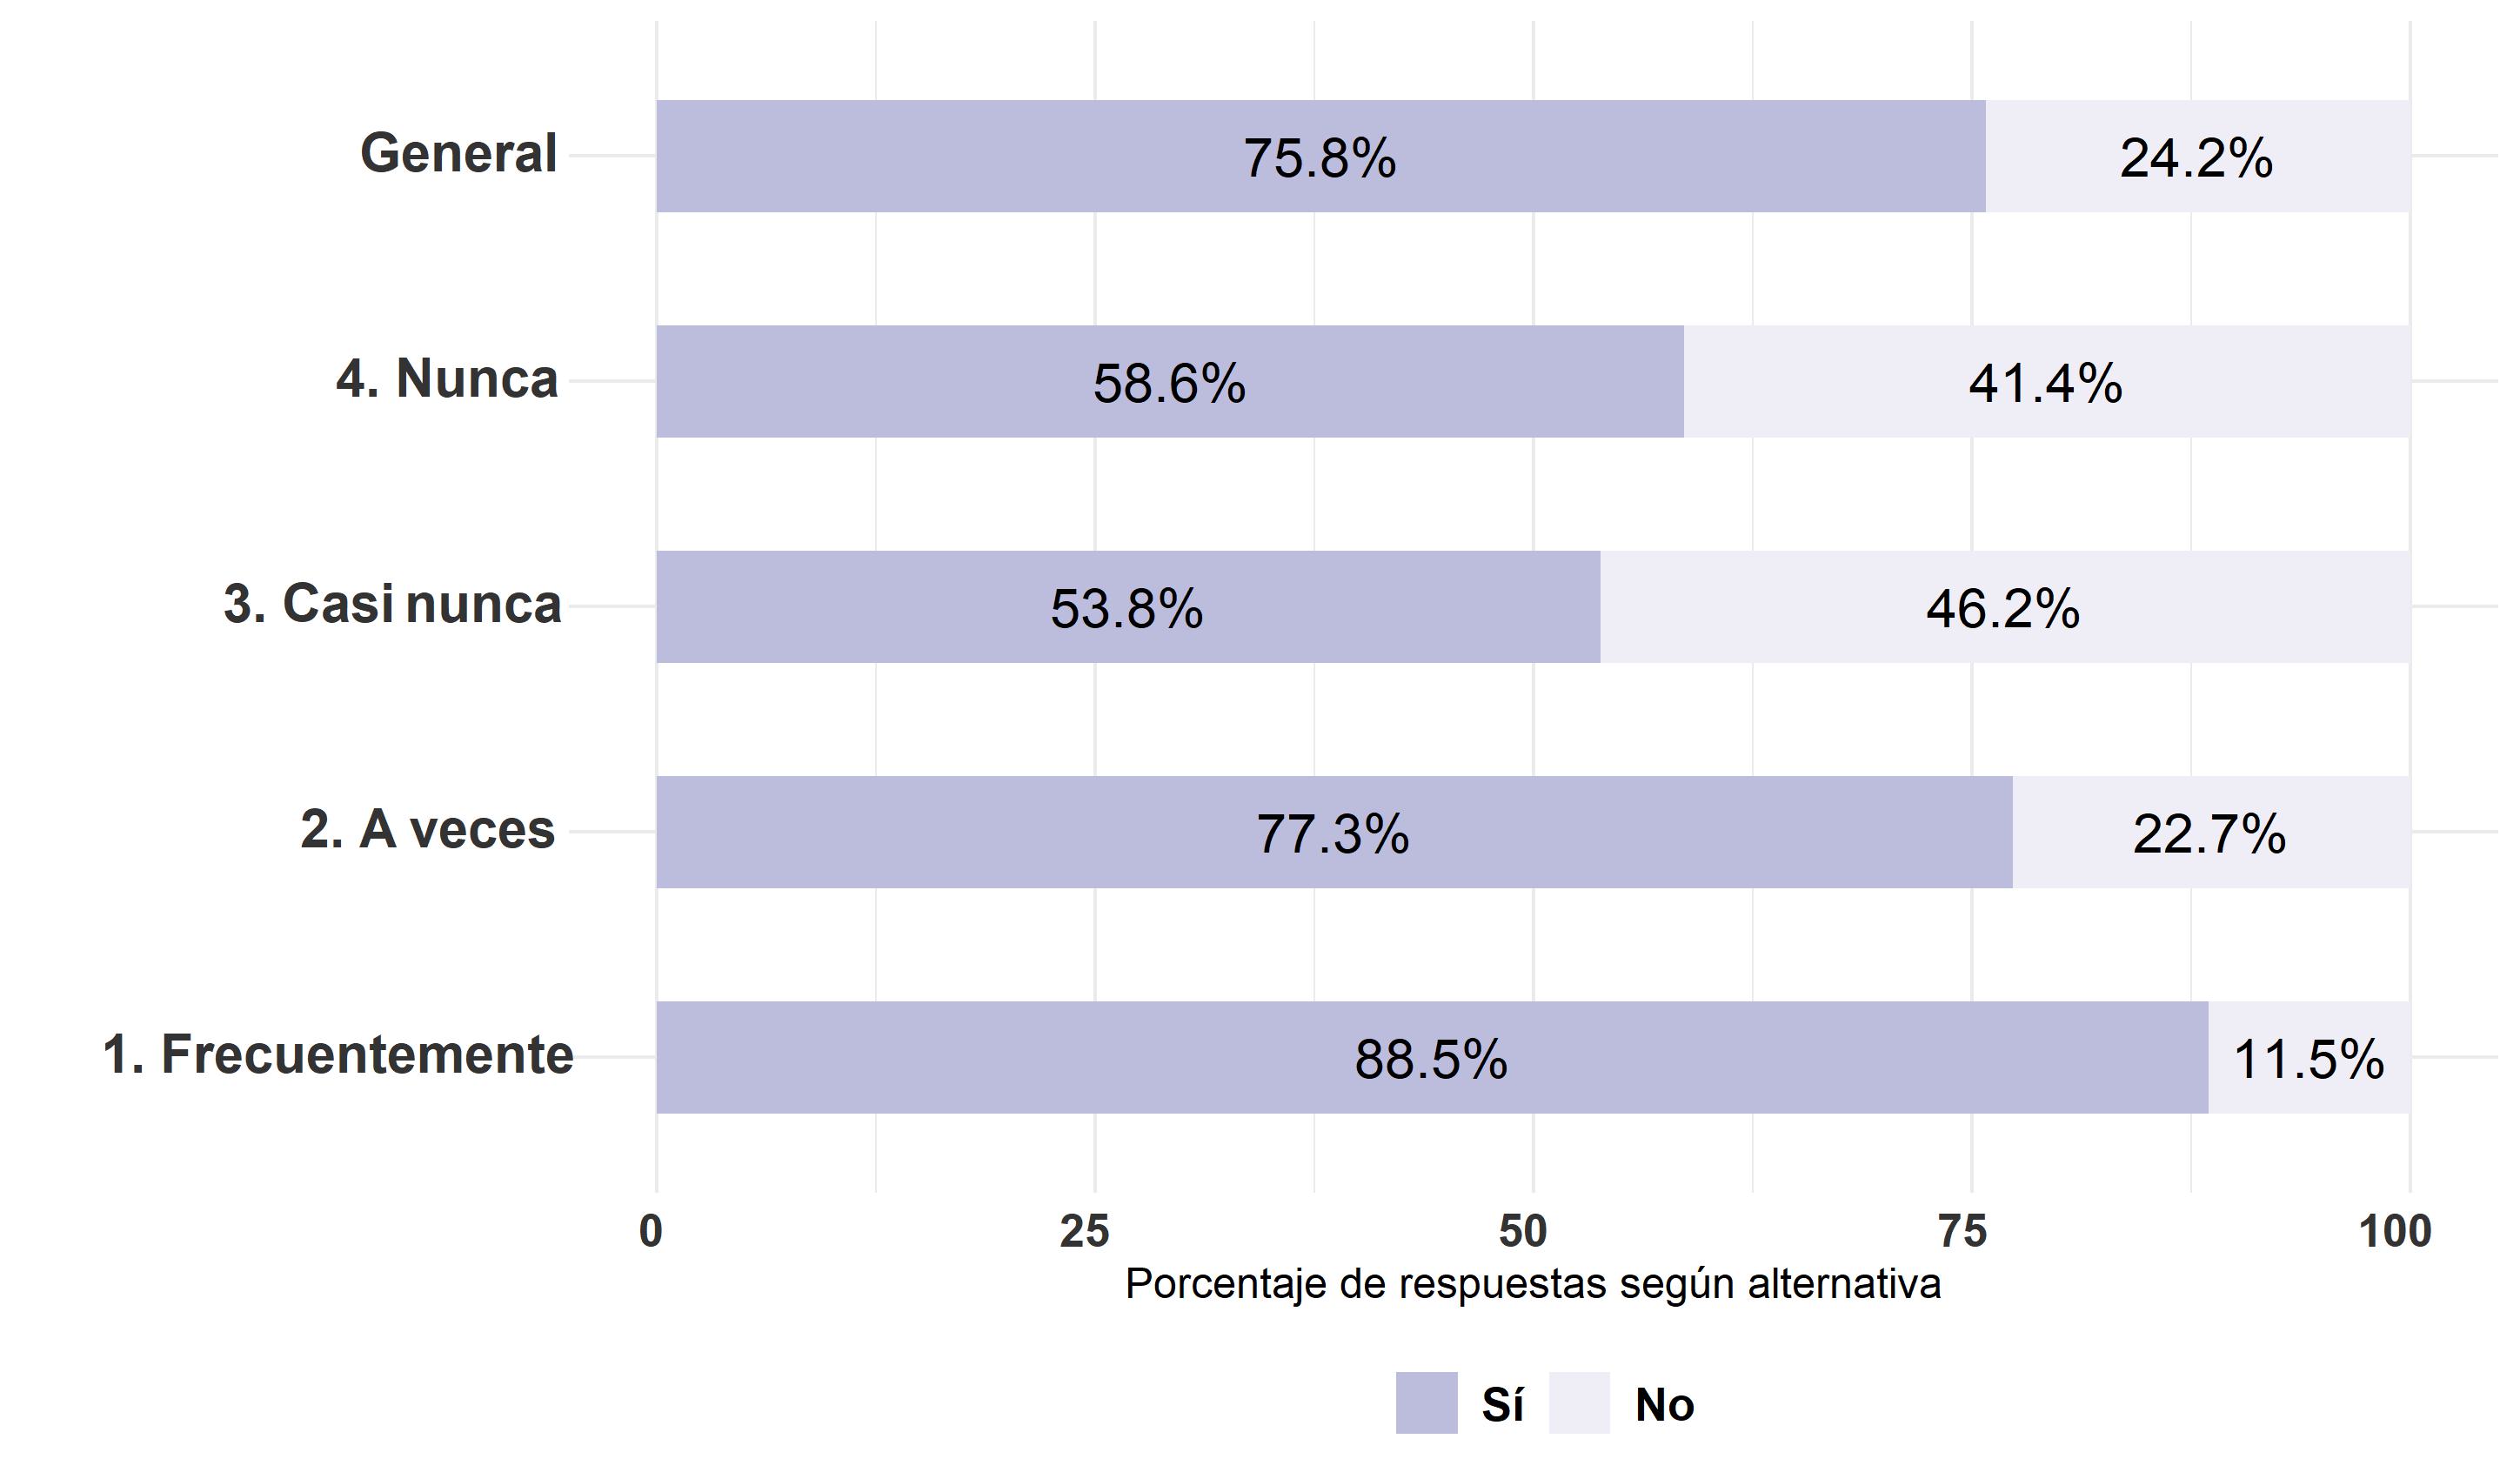 General 75.8% 24.2%
4. Nunca 58.6% 41.4%
3. Casi nunca 53.8% 46.2%
2. A veces 77.3% 22.7%
1. Frecuentemente 88.5% 11.5%
0 25 50 75 100
Porcentaje de respuestas según alternativa
Sí No